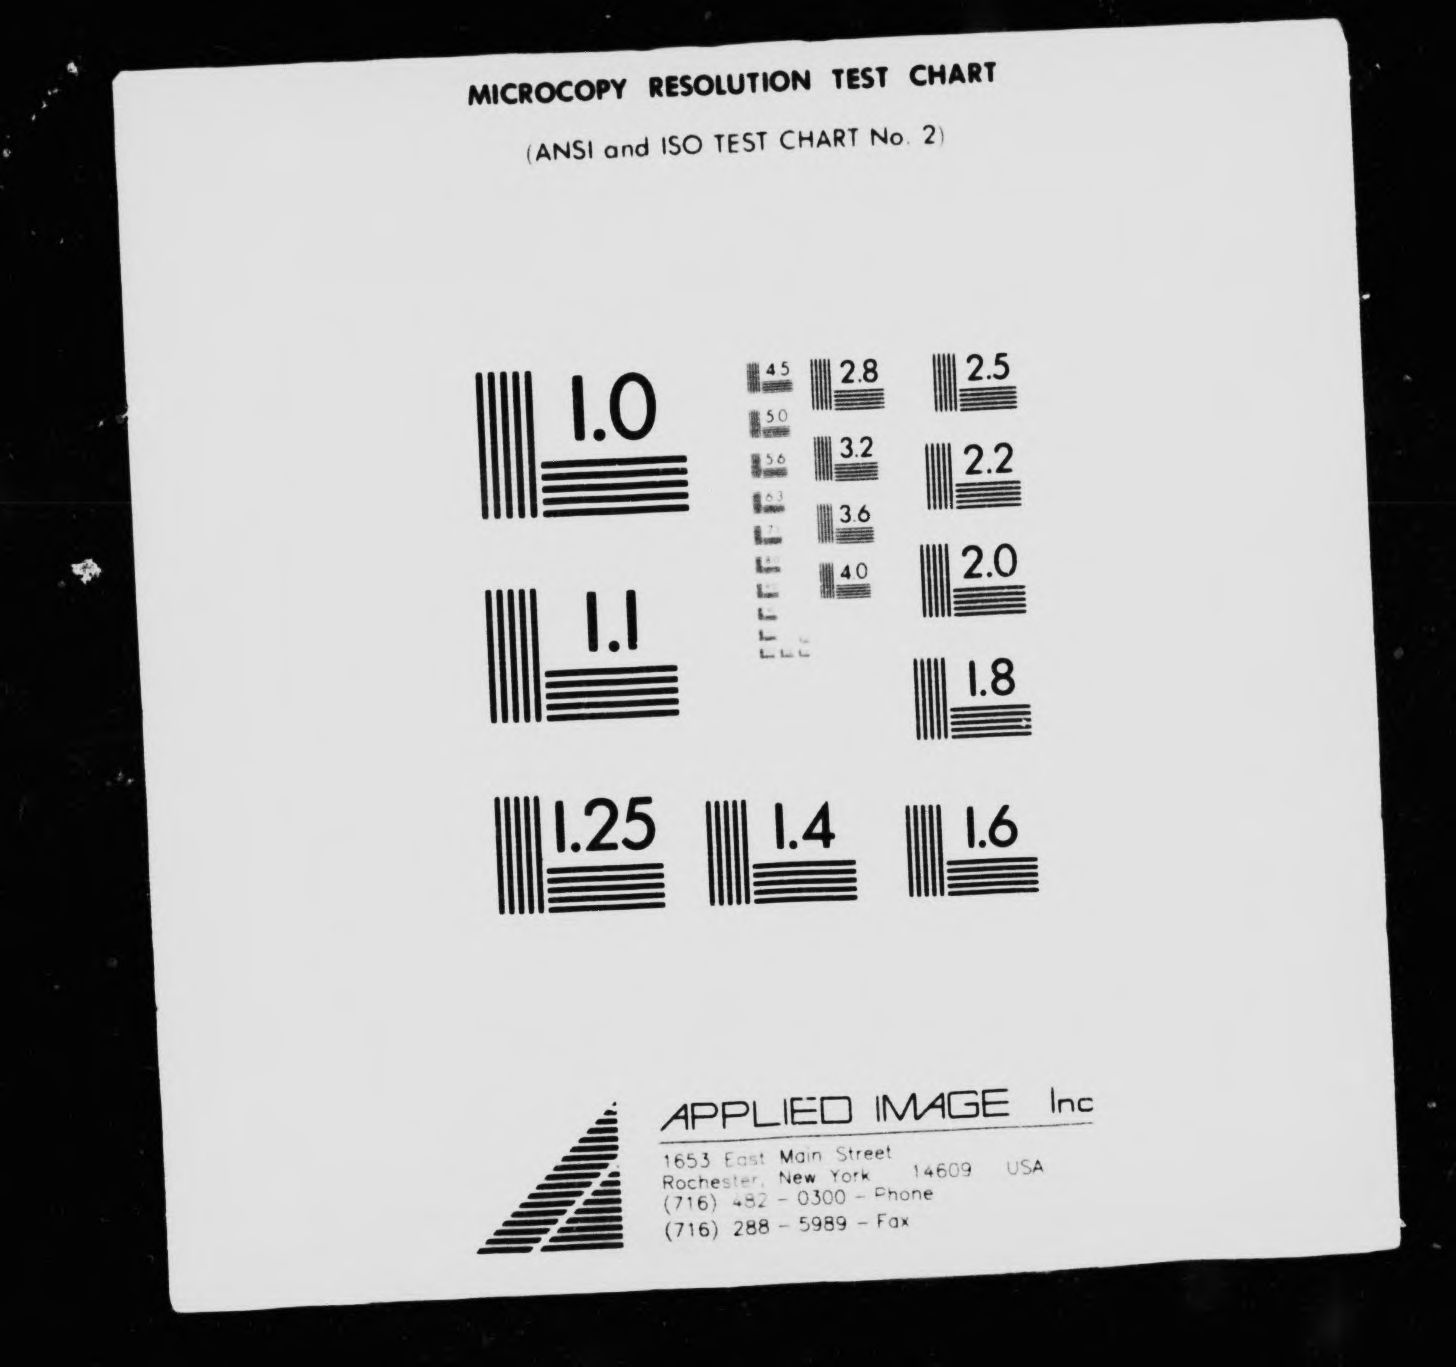 MICROCOPY RESOLUTION TEST CHART
(ANSI and ISO TEST CHART No. 2)
1.0
1.1
1.25
4.5
5.0
5.6
6.3
2.8
3.2
3.6
4.0
2.5
2.2
2.0
1.8
1.4
1.6
APPLIED IMAGE Inc
1653 East Main Street
Rochester, New York 14609 USA
(716) 482 - 0300 - Phone
(716) 288 - 5989 - Fax